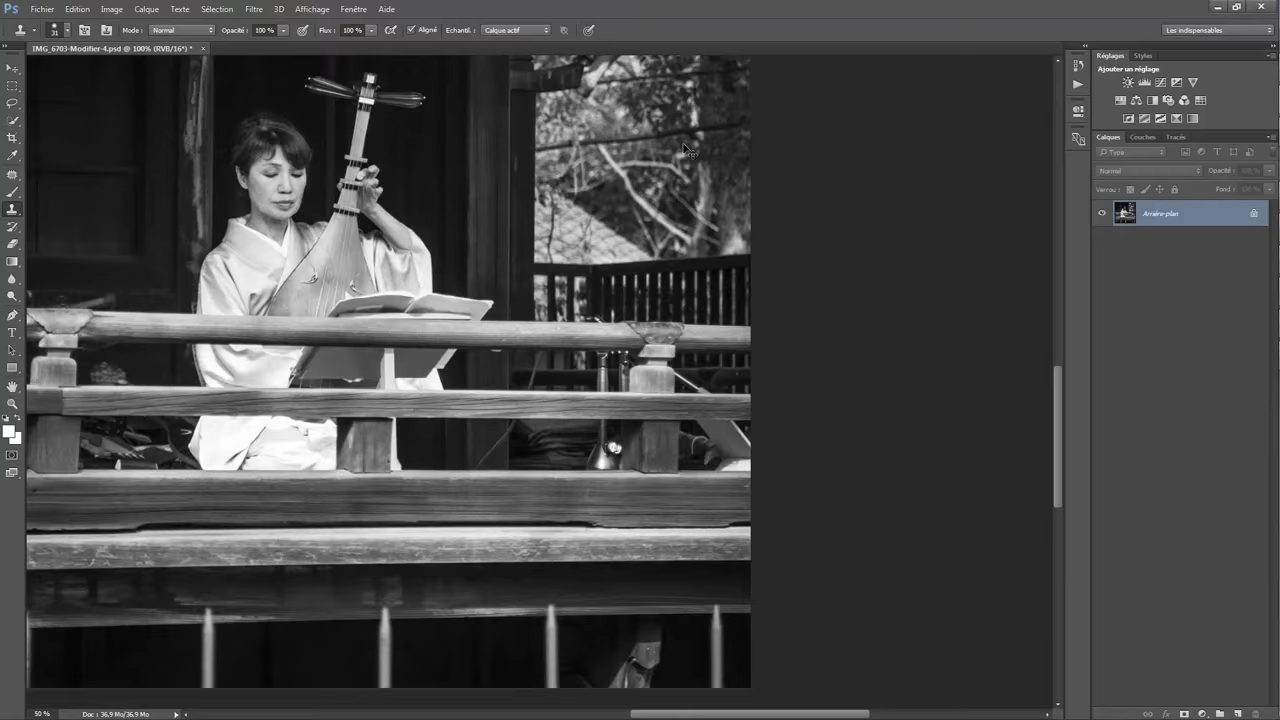 Ps Fichier Edition Image Calque Texte Sélection Filtre 3D Affichage Fenêtre Aide
31 Mode : Normal Opacité : 100 % Flux : 100 % Aligné Echantil. : Calque actif Les indispensables
IMG_6703-Modifier-4.psd @ 100% (RVB/16*) * ×
Réglages Styles
Ajouter un réglage
Calques Couches Tracés
Type
Normal Opacité :
Verrou : Fond :
Arrière-plan
50 % Doc : 36,9 Mo/36,9 Mo